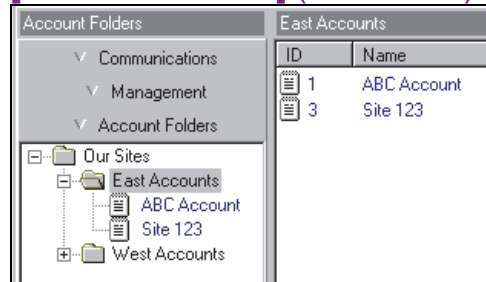 Account Folders
Communications
Management
Account Folders
Our Sites
East Accounts
ABC Account
Site 123
West Accounts
East Accounts
ID Name
1 ABC Account
3 Site 123